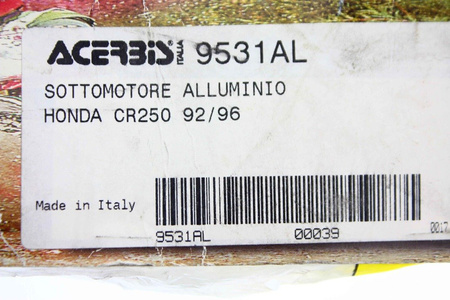 ACERBIS® ITALIA 9531AL
SOTTOMOTORE ALLUMINIO
HONDA CR250 92/96
Made in Italy
9531AL 00039